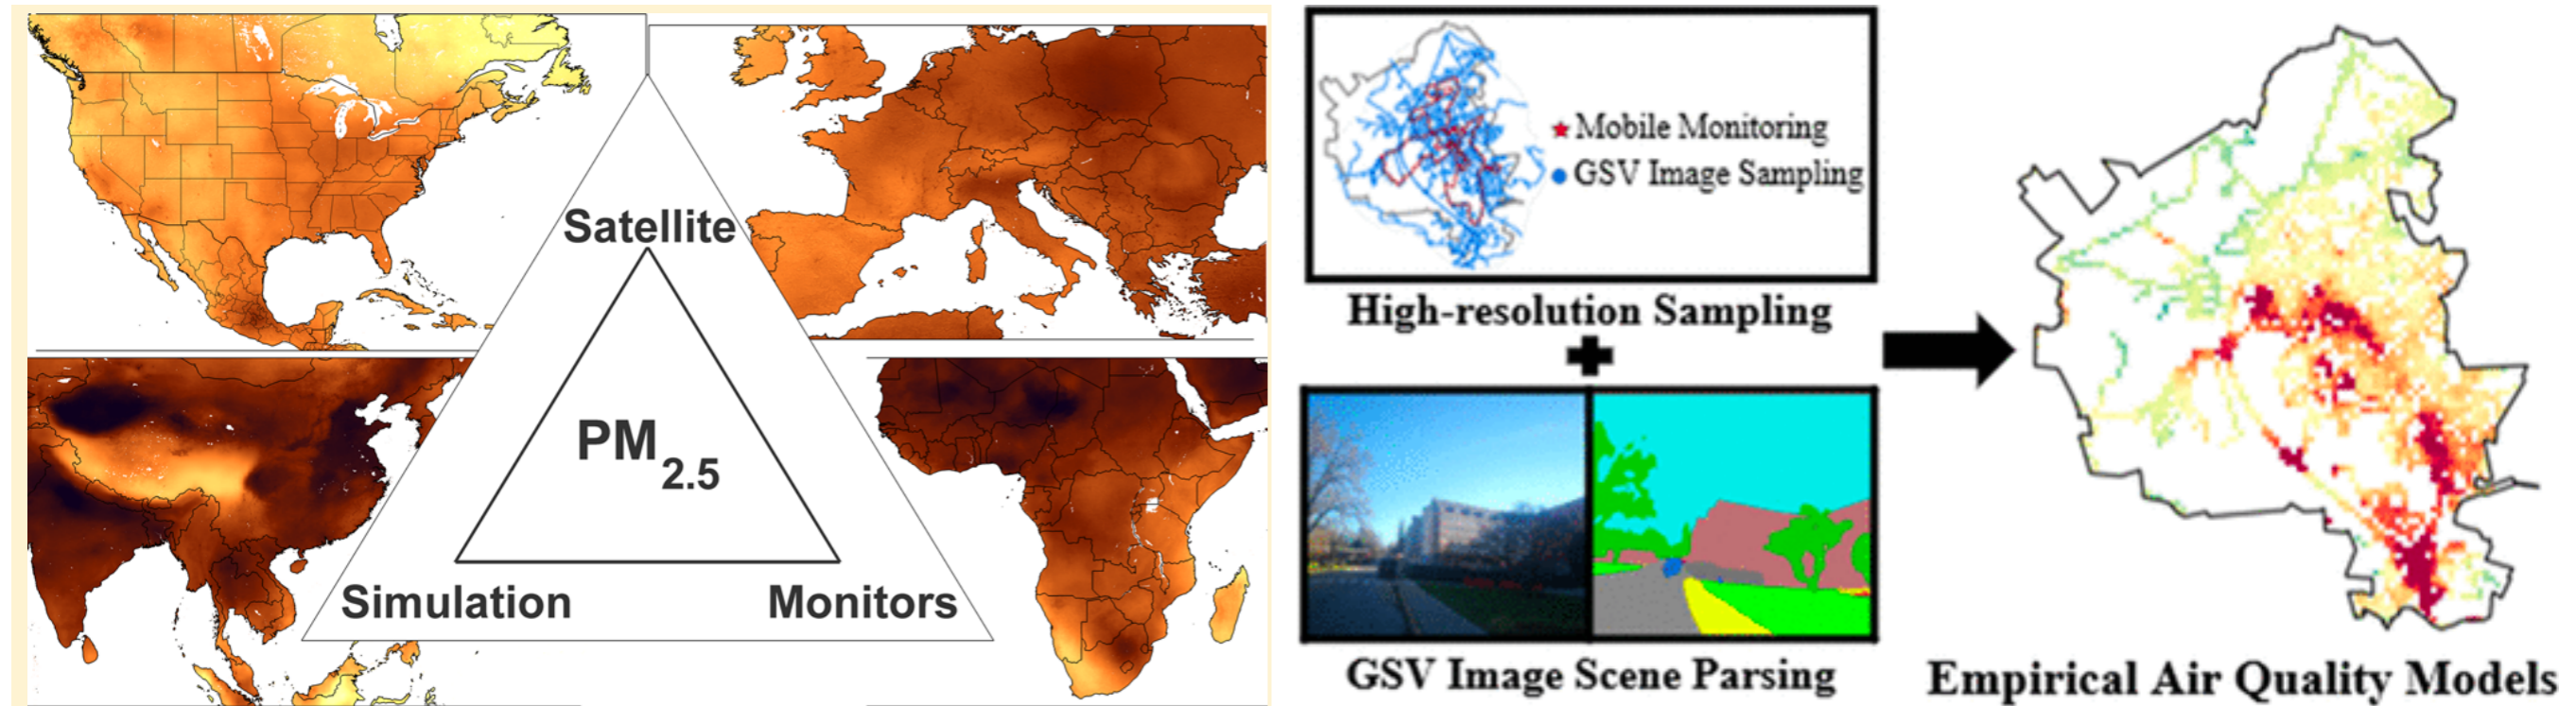 Satellite
PM2.5
Simulation
Monitors
Mobile Monitoring
GSV Image Sampling
High-resolution Sampling
GSV Image Scene Parsing
Empirical Air Quality Models